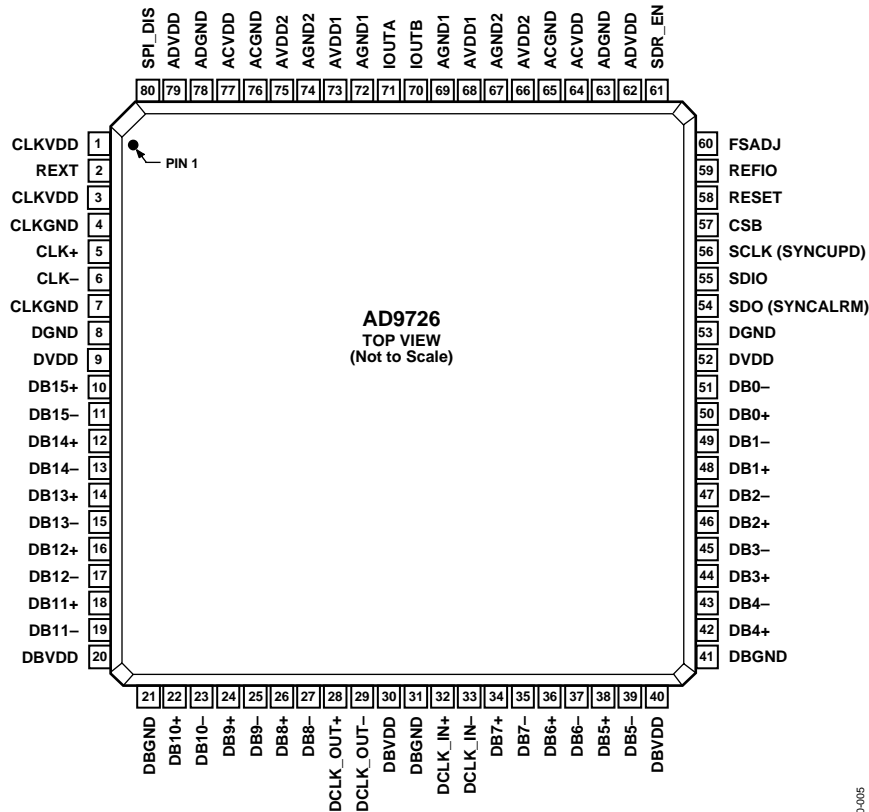 SPI_DIS
ADVDD
ADGND
ACVDD
ACGND
AVDD2
AGND2
AVDD1
AGND1
IOUTA
IOUTB
AGND1
AVDD1
AGND2
AVDD2
ACGND
ACVDD
ADGND
ADVDD
SDR_EN
80 79 78 77 76 75 74 73 72 71 70 69 68 67 66 65 64 63 62 61
CLKVDD 1
REXT 2
CLKVDD 3
CLKGND 4
CLK+ 5
CLK– 6
CLKGND 7
DGND 8
DVDD 9
DB15+ 10
DB15– 11
DB14+ 12
DB14– 13
DB13+ 14
DB13– 15
DB12+ 16
DB12– 17
DB11+ 18
DB11– 19
DBVDD 20
PIN 1
AD9726
TOP VIEW
(Not to Scale)
60 FSADJ
59 REFIO
58 RESET
57 CSB
56 SCLK (SYNCUPD)
55 SDIO
54 SDO (SYNCALRM)
53 DGND
52 DVDD
51 DB0–
50 DB0+
49 DB1–
48 DB1+
47 DB2–
46 DB2+
45 DB3–
44 DB3+
43 DB4–
42 DB4+
41 DBGND
21 22 23 24 25 26 27 28 29 30 31 32 33 34 35 36 37 38 39 40
DBGND
DB10+
DB10–
DB9+
DB9–
DB8+
DB8–
DCLK_OUT+
DCLK_OUT–
DBVDD
DBGND
DCLK_IN+
DCLK_IN–
DB7+
DB7–
DB6+
DB6–
DB5+
DB5–
DBVDD